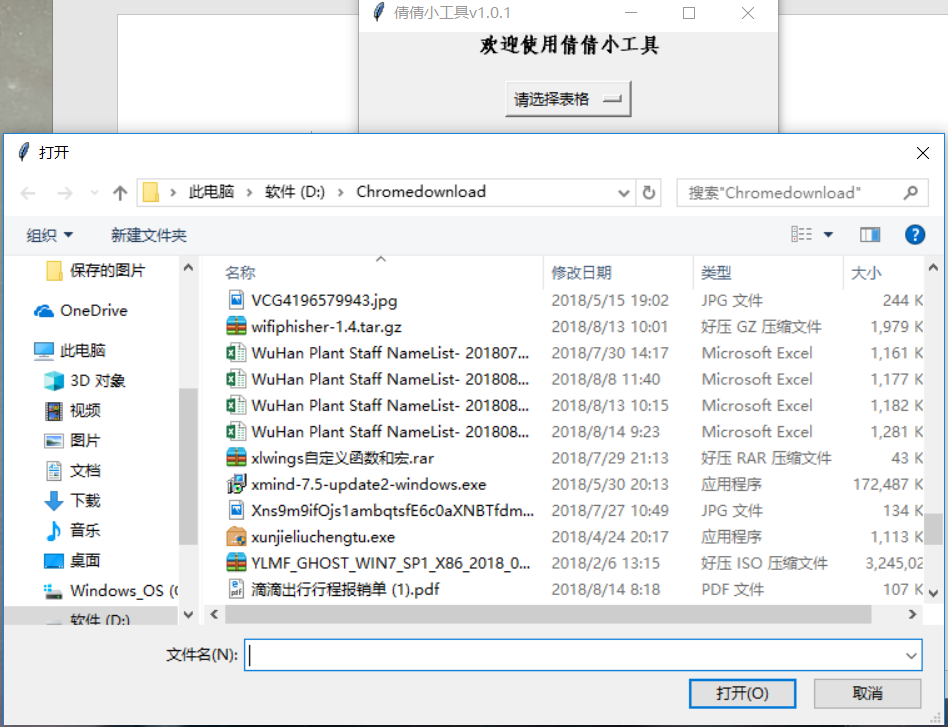 倩倩小工具v1.0.1
欢迎使用倩倩小工具
请选择表格
打开
此电脑 软件 (D:) Chromedownload
搜索"Chromedownload"
组织 新建文件夹
保存的图片
OneDrive
此电脑
3D 对象
视频
图片
文档
下载
音乐
桌面
Windows_OS (
软件 (D:)
名称 修改日期 类型 大小
VCG4196579943.jpg 2018/5/15 19:02 JPG 文件 244 K
wifiphisher-1.4.tar.gz 2018/8/13 10:01 好压 GZ 压缩文件 1,979 K
WuHan Plant Staff NameList- 201807... 2018/7/30 14:17 Microsoft Excel 1,161 K
WuHan Plant Staff NameList- 201808... 2018/8/8 11:40 Microsoft Excel 1,177 K
WuHan Plant Staff NameList- 201808... 2018/8/13 10:15 Microsoft Excel 1,182 K
WuHan Plant Staff NameList- 201808... 2018/8/14 9:23 Microsoft Excel 1,281 K
xlwings自定义函数和宏.rar 2018/7/29 21:13 好压 RAR 压缩文件 43 K
xmind-7.5-update2-windows.exe 2018/5/30 20:13 应用程序 172,487 K
Xns9m9ifOjs1ambqtsfE6c0aXNBTfdm... 2018/7/27 10:49 JPG 文件 134 K
xunjieliuchengtu.exe 2018/4/24 20:17 应用程序 1,113 K
YLMF_GHOST_WIN7_SP1_X86_2018_0... 2018/2/6 13:15 好压 ISO 压缩文件 3,245,02
滴滴出行行程报销单 (1).pdf 2018/8/14 8:18 PDF 文件 107 K
文件名(N):
打开(O) 取消